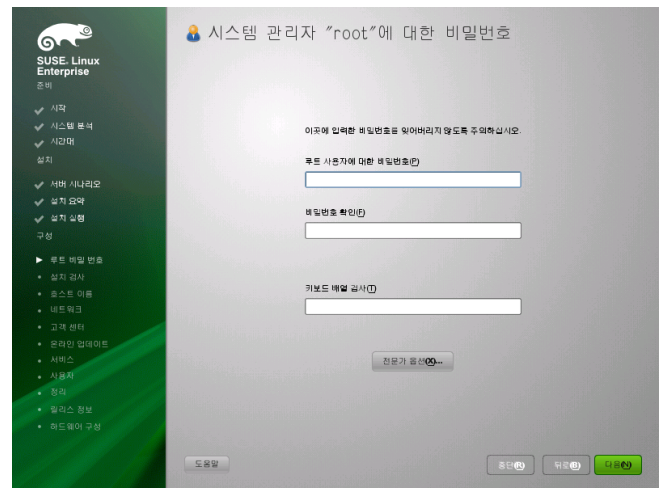 SUSE. Linux
Enterprise
준비
시작
시스템 분석
시간대
설치
서버 시나리오
설치 요약
설치 실행
구성
루트 비밀 번호
설치 검사
호스트 이름
네트워크
고객 센터
온라인 업데이트
서비스
사용자
정리
릴리스 정보
하드웨어 구성
시스템 관리자 "root"에 대한 비밀번호
이곳에 입력한 비밀번호를 잊어버리지 않도록 주의하십시오.
루트 사용자에 대한 비밀번호(P)
비밀번호 확인(F)
키보드 배열 검사(T)
전문가 옵션(X)...
도움말
중단(R)
뒤로(B)
다음(N)